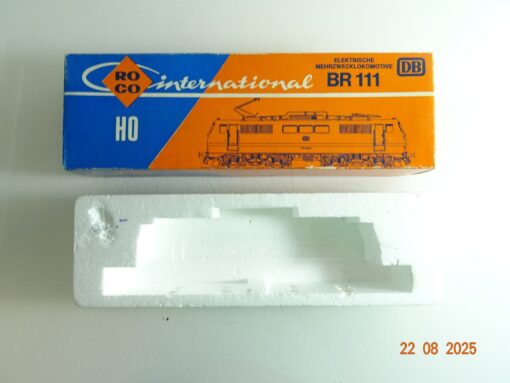 RO
CO
international
ELEKTRISCHE
MEHRZWECKLOKOMOTIVE
BR 111
DB
HO
22 08 2025